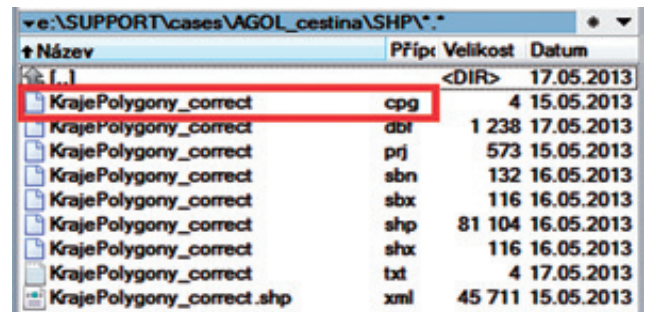 e:\SUPPORT\cases\AGOL_cestina\SHP\*.*
Název Přípo Velikost Datum
[..] <DIR> 17.05.2013
KrajePolygony_correct cpg 4 15.05.2013
KrajePolygony_correct dbf 1 238 17.05.2013
KrajePolygony_correct prj 573 15.05.2013
KrajePolygony_correct sbn 132 16.05.2013
KrajePolygony_correct sbx 116 16.05.2013
KrajePolygony_correct shp 81 104 16.05.2013
KrajePolygony_correct shx 116 16.05.2013
KrajePolygony_correct txt 4 17.05.2013
KrajePolygony_correct.shp xml 45 711 15.05.2013